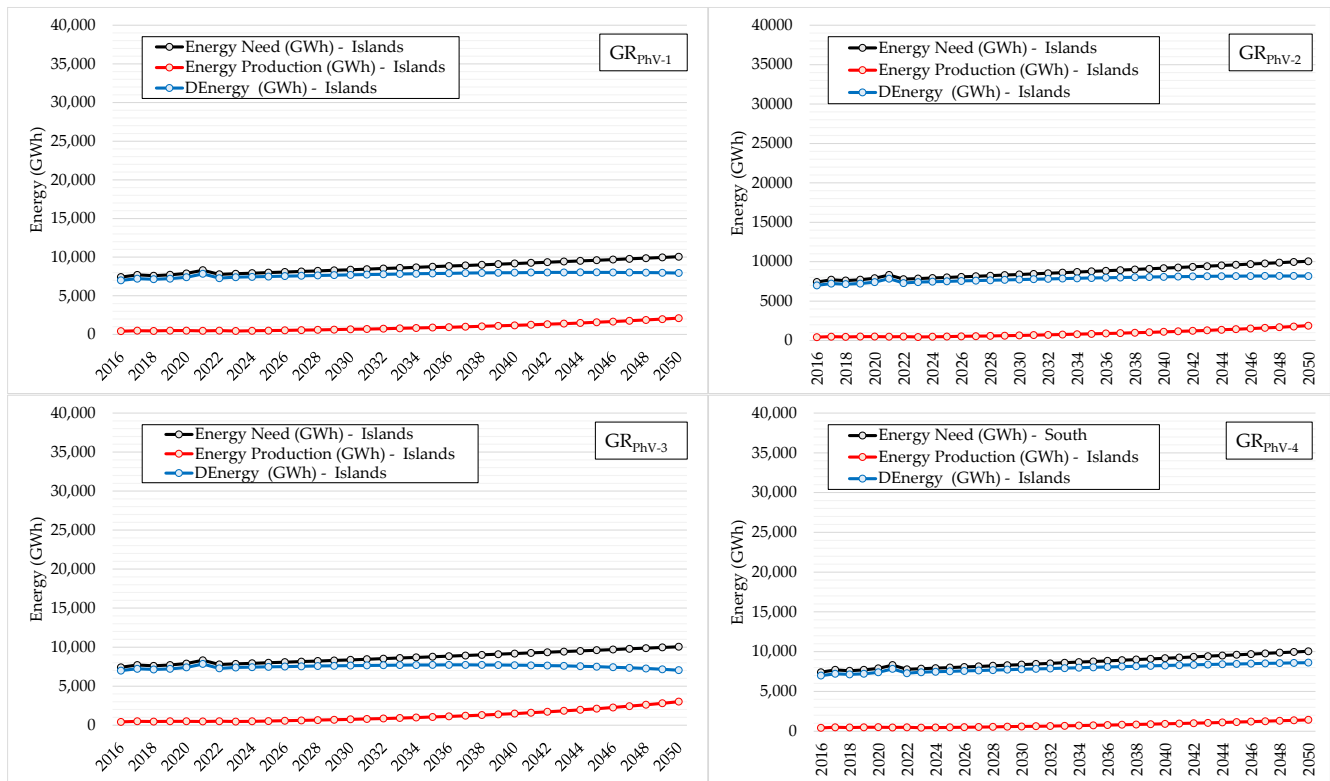 40,000
35,000
30,000
25,000
20,000
15,000
10,000
5,000
0
Energy (GWh)
Energy Need (GWh) - Islands
Energy Production (GWh) - Islands
DEnergy (GWh) - Islands
GRPhV-1
2016 2018 2020 2022 2024 2026 2028 2030 2032 2034 2036 2038 2040 2042 2044 2046 2048 2050
40000
35000
30000
25000
20000
15000
10000
5000
0
Energy (GWh)
Energy Need (GWh) - Islands
Energy Production (GWh) - Islands
DEnergy (GWh) - Islands
GRPhV-2
2016 2018 2020 2022 2024 2026 2028 2030 2032 2034 2036 2038 2040 2042 2044 2046 2048 2050
40,000
35,000
30,000
25,000
20,000
15,000
10,000
5,000
0
Energy (GWh)
Energy Need (GWh) - Islands
Energy Production (GWh) - Islands
DEnergy (GWh) - Islands
GRPhV-3
2016 2018 2020 2022 2024 2026 2028 2030 2032 2034 2036 2038 2040 2042 2044 2046 2048 2050
40,000
35,000
30,000
25,000
20,000
15,000
10,000
5,000
0
Energy (GWh)
Energy Need (GWh) - South
Energy Production (GWh) - Islands
DEnergy (GWh) - Islands
GRPhV-4
2016 2018 2020 2022 2024 2026 2028 2030 2032 2034 2036 2038 2040 2042 2044 2046 2048 2050